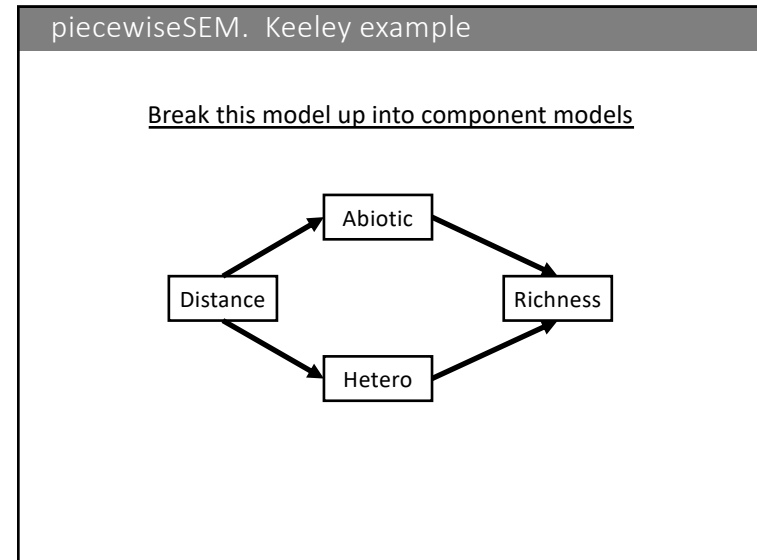 piecewiseSEM. Keeley example
Break this model up into component models
Abiotic
Distance
Richness
Hetero